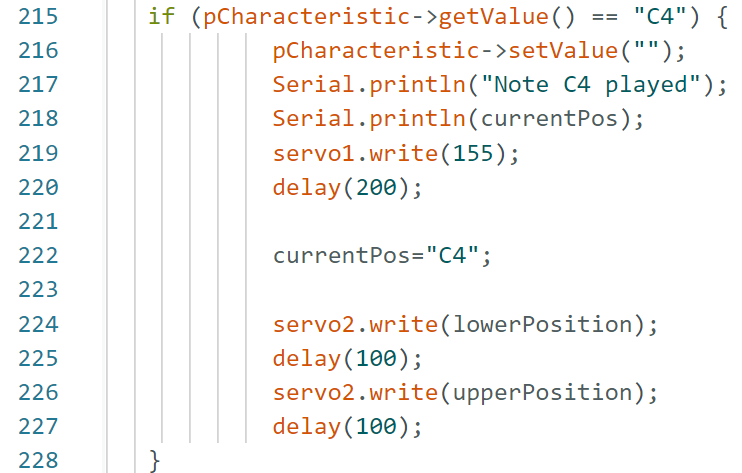 215 if (pCharacteristic->getValue() == "C4") {
216 pCharacteristic->setValue("");
217 Serial.println("Note C4 played");
218 Serial.println(currentPos);
219 servo1.write(155);
220 delay(200);
221
222 currentPos="C4";
223
224 servo2.write(lowerPosition);
225 delay(100);
226 servo2.write(upperPosition);
227 delay(100);
228 }